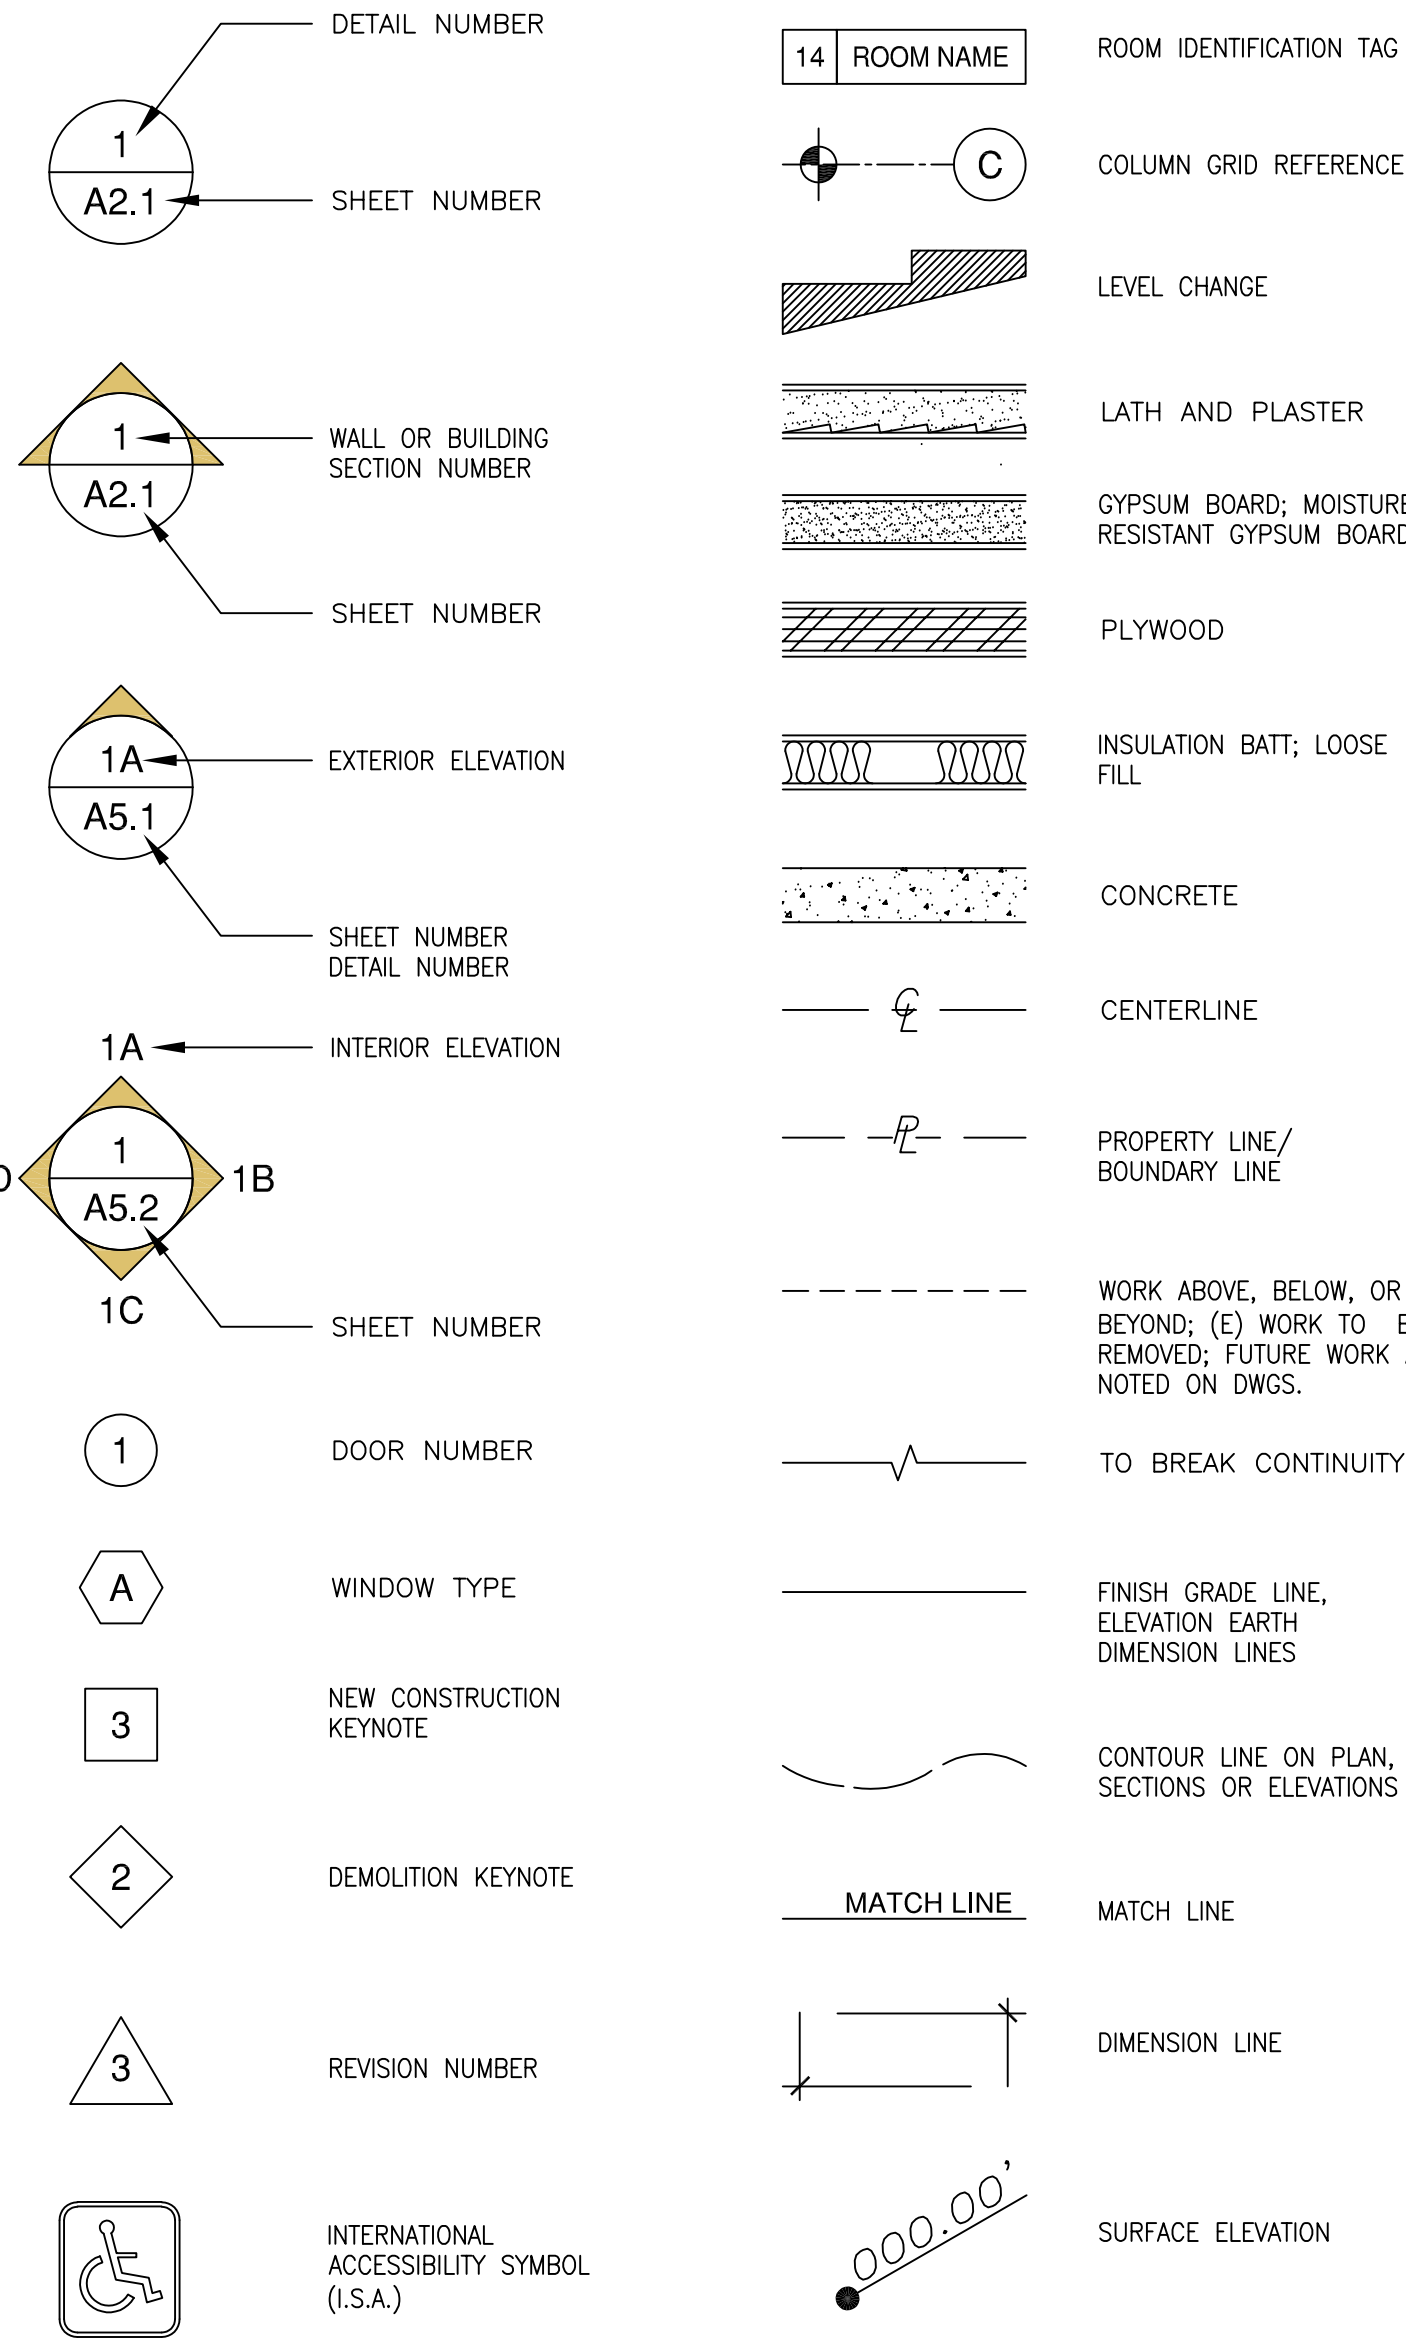 DETAIL NUMBER
1
A2.1
SHEET NUMBER
1
A2.1
WALL OR BUILDING
SECTION NUMBER
SHEET NUMBER
1A
A5.1
EXTERIOR ELEVATION
SHEET NUMBER
DETAIL NUMBER
1A
INTERIOR ELEVATION
1
A5.2
1B
1C
SHEET NUMBER
1
DOOR NUMBER
A
WINDOW TYPE
3
NEW CONSTRUCTION
KEYNOTE
2
DEMOLITION KEYNOTE
3
REVISION NUMBER
INTERNATIONAL
ACCESSIBILITY SYMBOL
(I.S.A.)
14 ROOM NAME
ROOM IDENTIFICATION TAG
C
COLUMN GRID REFERENCE
LEVEL CHANGE
LATH AND PLASTER
GYPSUM BOARD; MOISTURE
RESISTANT GYPSUM BOARD
PLYWOOD
INSULATION BATT; LOOSE
FILL
CONCRETE
CL
CENTERLINE
PL
PROPERTY LINE/
BOUNDARY LINE
WORK ABOVE, BELOW, OR
BEYOND; (E) WORK TO
REMOVED; FUTURE WORK
NOTED ON DWGS.
TO BREAK CONTINUITY
FINISH GRADE LINE,
ELEVATION EARTH
DIMENSION LINES
CONTOUR LINE ON PLAN,
SECTIONS OR ELEVATIONS
MATCH LINE
MATCH LINE
DIMENSION LINE
000.00'
SURFACE ELEVATION